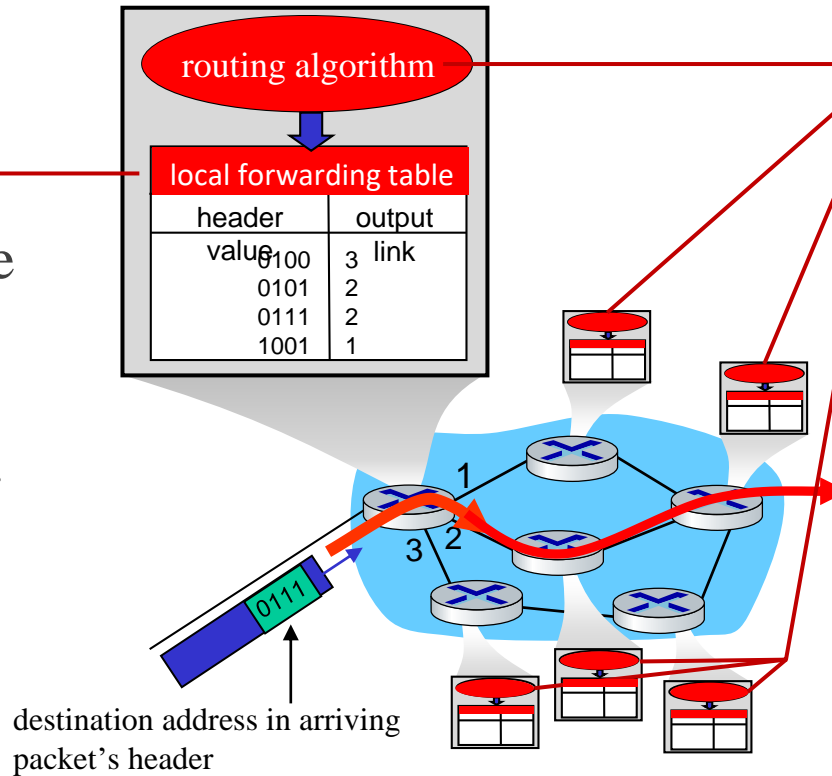 routing algorithm
local forwarding table
header value
output link
0100 3
0101 2
0111 2
1001 1
e
1
2
3
0111
destination address in arriving
packet's header